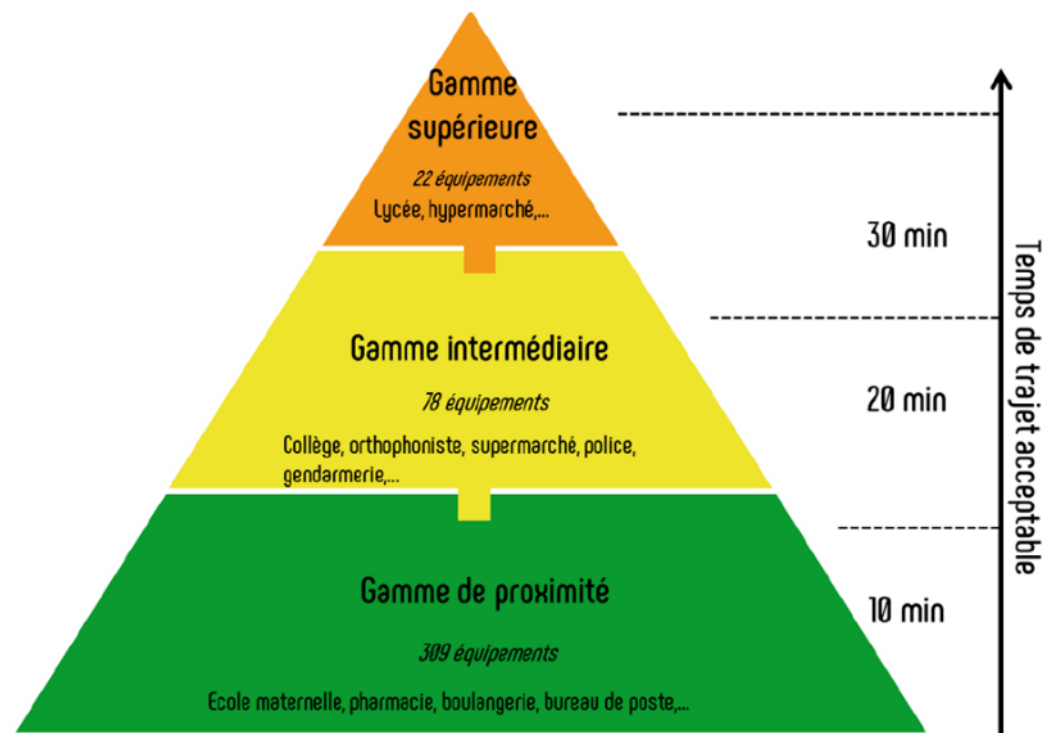 Gamme
supérieure
22 équipements
Lycée, hypermarché,...
30 min
Gamme intermédiaire
78 équipements
Collège, orthophoniste, supermarché, police,
gendarmerie,...
20 min
Gamme de proximité
309 équipements
Ecole maternelle, pharmacie, boulangerie, bureau de poste,...
10 min
Temps de trajet acceptable